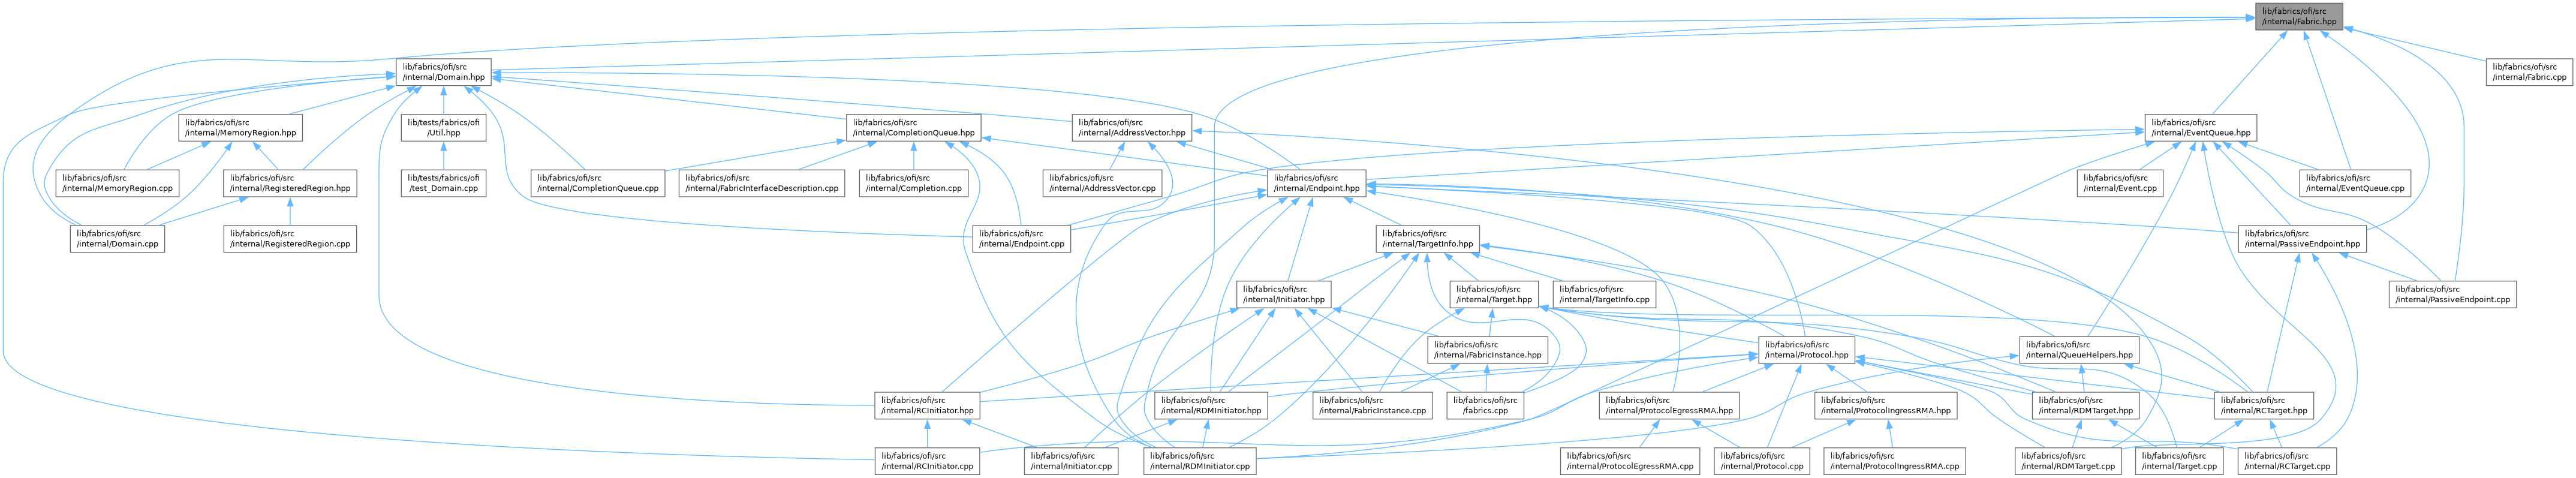 lib/fabrics/ofi/src
/internal/Fabric.hpp
lib/fabrics/ofi/src
/internal/Domain.hpp
lib/fabrics/ofi/src
/internal/Fabric.cpp
lib/fabrics/ofi/src
/internal/MemoryRegion.hpp
lib/tests/fabrics/ofi
/Util.hpp
lib/fabrics/ofi/src
/internal/CompletionQueue.hpp
lib/fabrics/ofi/src
/internal/AddressVector.hpp
lib/fabrics/ofi/src
/internal/EventQueue.hpp
lib/fabrics/ofi/src
/internal/MemoryRegion.cpp
lib/fabrics/ofi/src
/internal/RegisteredRegion.hpp
lib/tests/fabrics/ofi
/test_Domain.cpp
lib/fabrics/ofi/src
/internal/CompletionQueue.cpp
lib/fabrics/ofi/src
/internal/FabricInterfaceDescription.cpp
lib/fabrics/ofi/src
/internal/Completion.cpp
lib/fabrics/ofi/src
/internal/AddressVector.cpp
lib/fabrics/ofi/src
/internal/Endpoint.hpp
lib/fabrics/ofi/src
/internal/Event.cpp
lib/fabrics/ofi/src
/internal/EventQueue.cpp
lib/fabrics/ofi/src
/internal/Domain.cpp
lib/fabrics/ofi/src
/internal/RegisteredRegion.cpp
lib/fabrics/ofi/src
/internal/Endpoint.cpp
lib/fabrics/ofi/src
/internal/TargetInfo.hpp
lib/fabrics/ofi/src
/internal/PassiveEndpoint.hpp
lib/fabrics/ofi/src
/internal/Initiator.hpp
lib/fabrics/ofi/src
/internal/Target.hpp
lib/fabrics/ofi/src
/internal/TargetInfo.cpp
lib/fabrics/ofi/src
/internal/PassiveEndpoint.cpp
lib/fabrics/ofi/src
/internal/FabricInstance.hpp
lib/fabrics/ofi/src
/internal/Protocol.hpp
lib/fabrics/ofi/src
/internal/QueueHelpers.hpp
lib/fabrics/ofi/src
/internal/RCInitiator.hpp
lib/fabrics/ofi/src
/internal/RDMInitiator.hpp
lib/fabrics/ofi/src
/internal/FabricInstance.cpp
lib/fabrics/ofi/src
/fabrics.cpp
lib/fabrics/ofi/src
/internal/ProtocolEgressRMA.hpp
lib/fabrics/ofi/src
/internal/ProtocolIngressRMA.hpp
lib/fabrics/ofi/src
/internal/RDMTarget.hpp
lib/fabrics/ofi/src
/internal/RCTarget.hpp
lib/fabrics/ofi/src
/internal/RCInitiator.cpp
lib/fabrics/ofi/src
/internal/Initiator.cpp
lib/fabrics/ofi/src
/internal/RDMInitiator.cpp
lib/fabrics/ofi/src
/internal/ProtocolEgressRMA.cpp
lib/fabrics/ofi/src
/internal/Protocol.cpp
lib/fabrics/ofi/src
/internal/ProtocolIngressRMA.cpp
lib/fabrics/ofi/src
/internal/RDMTarget.cpp
lib/fabrics/ofi/src
/internal/Target.cpp
lib/fabrics/ofi/src
/internal/RCTarget.cpp